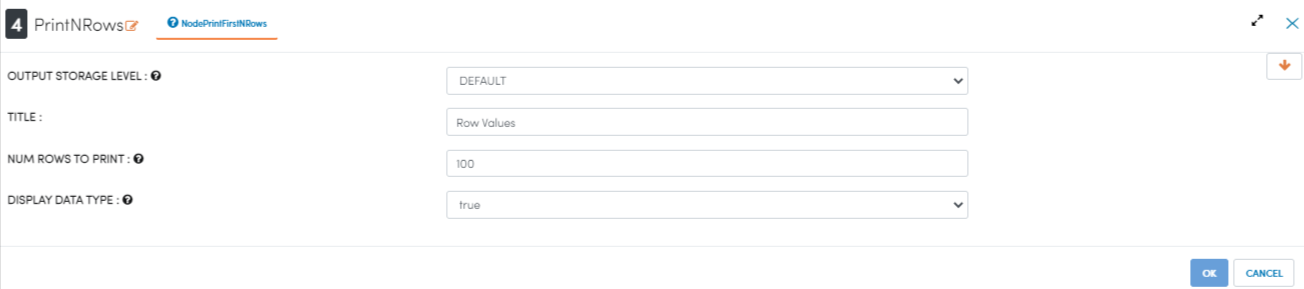 4 PrintNRows NodePrintFirstNRows
OUTPUT STORAGE LEVEL : DEFAULT
TITLE : Row Values
NUM ROWS TO PRINT : 100
DISPLAY DATA TYPE : true
OK CANCEL